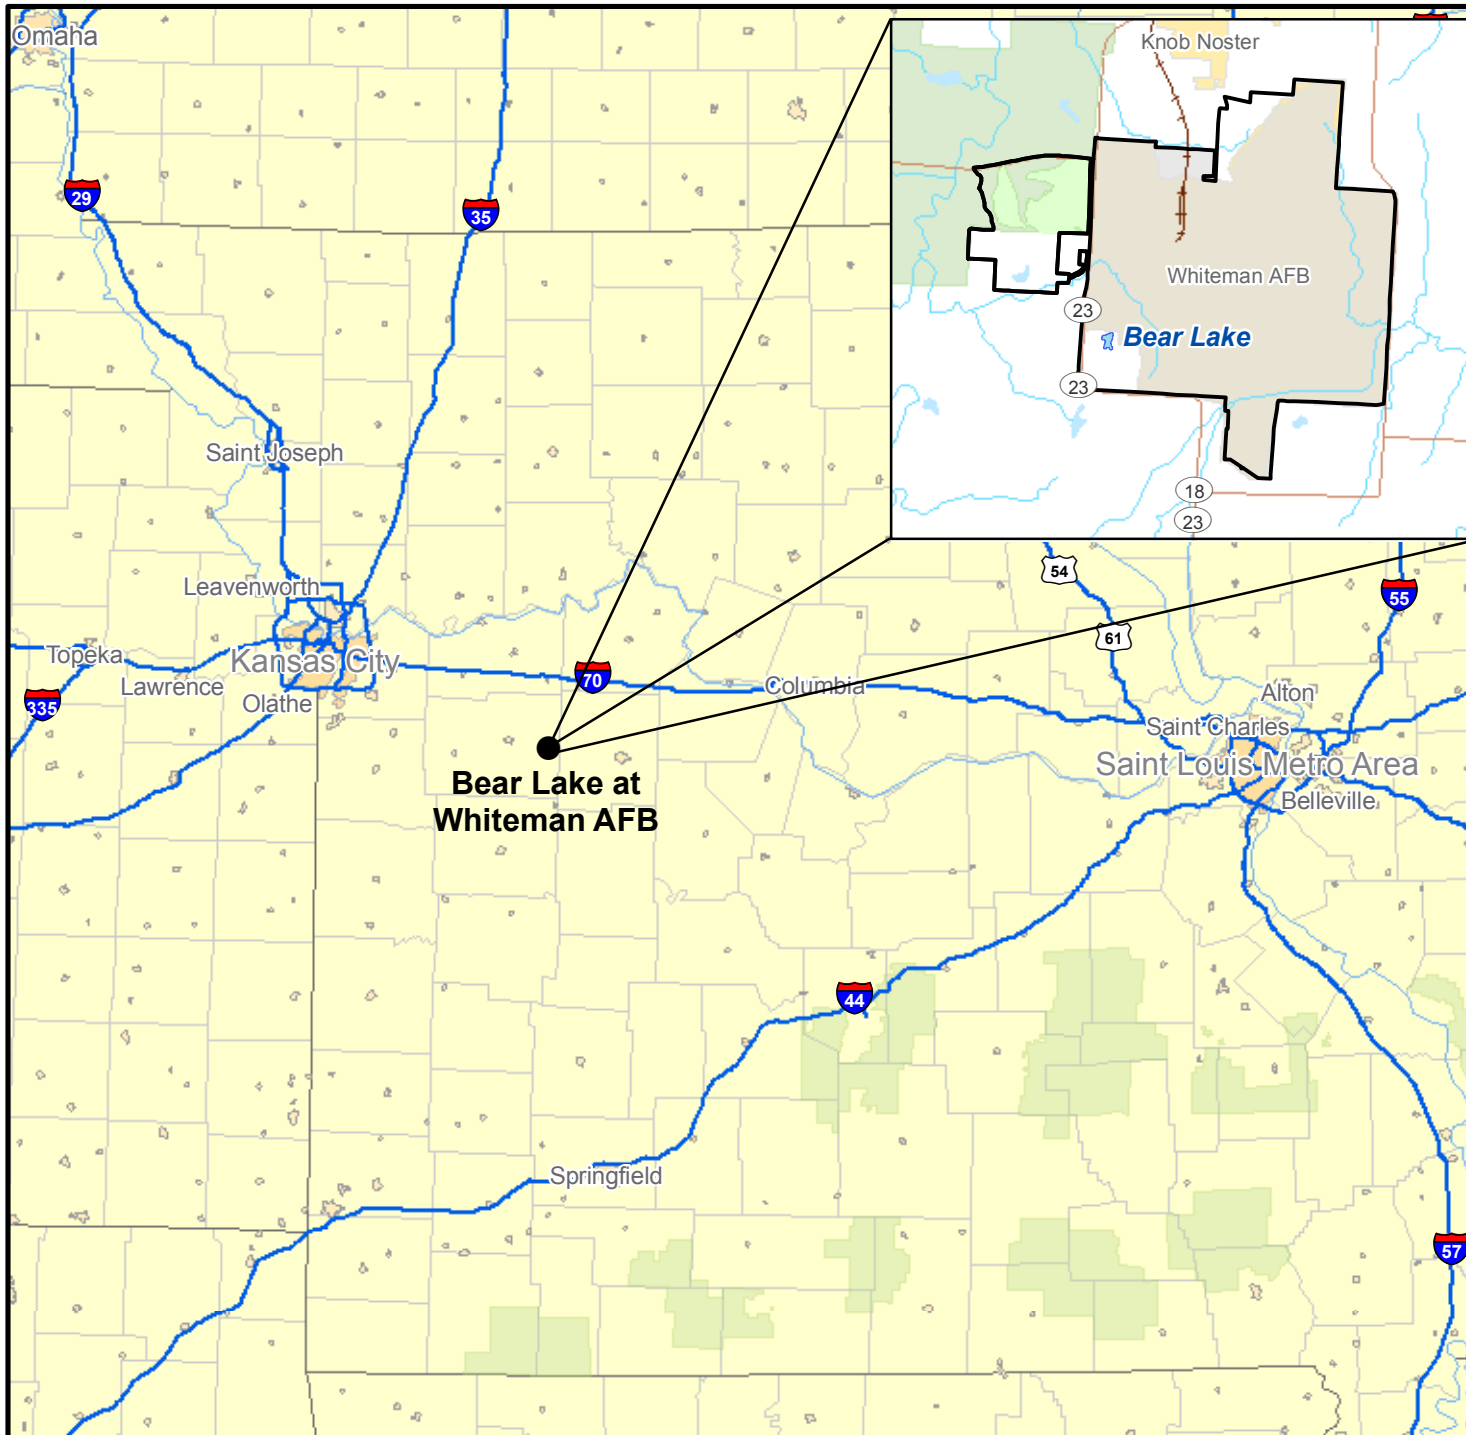 Omaha
Knob Noster
29
35
Whiteman AFB
23
Bear Lake
23
18
23
Saint Joseph
54
55
Leavenworth
61
Topeka
Kansas City
70
Columbia
Lawrence
335
Olathe
Alton
Saint Charles
Saint Louis Metro Area
Belleville
Bear Lake at
Whiteman AFB
44
Springfield
57